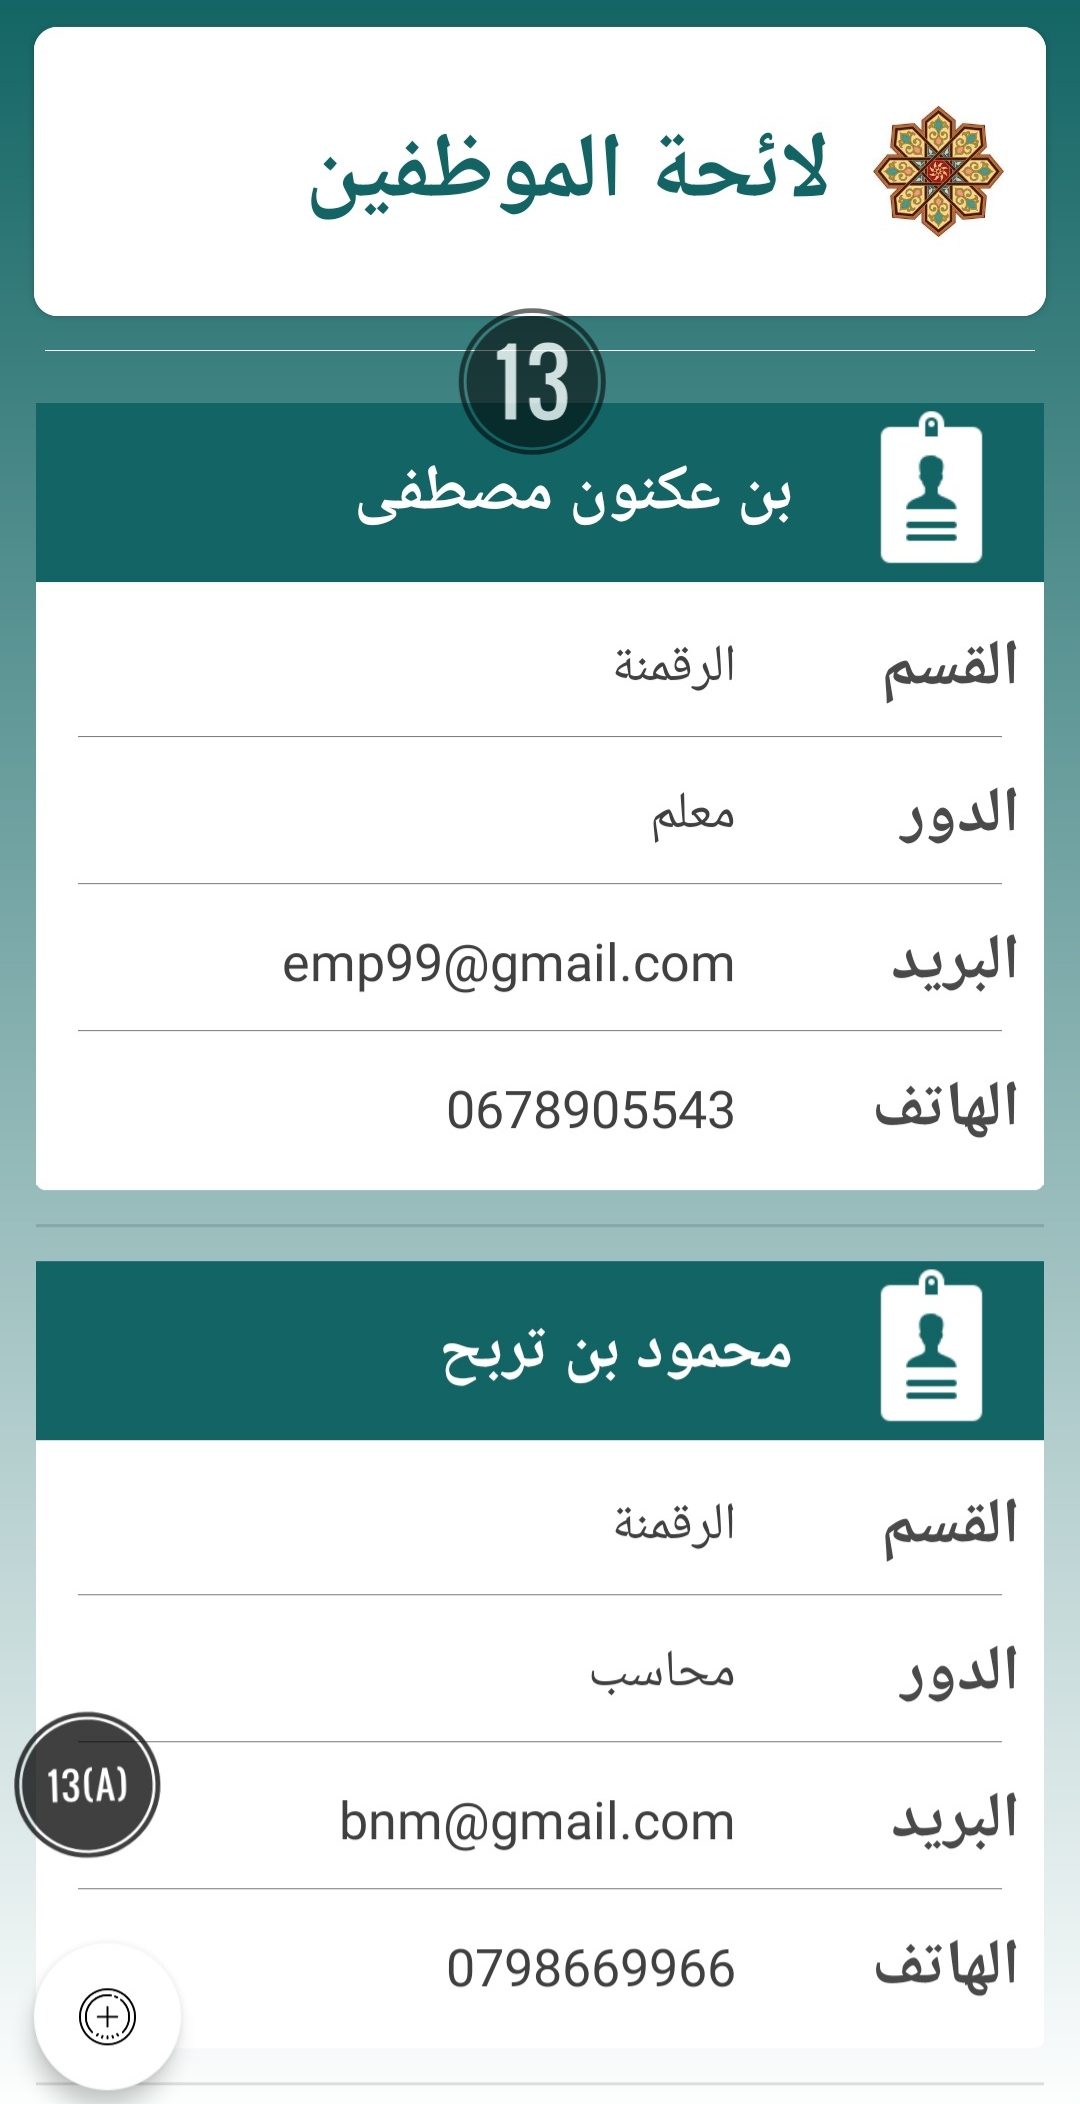 لائحة الموظفين
13
بن عكنون مصطفى
القسم الرقمنة
الدور معلم
البريد emp99@gmail.com
الهاتف 0678905543
محمود بن تربح
القسم الرقمنة
الدور محاسب
13(A)
البريد bnm@gmail.com
الهاتف 0798669966